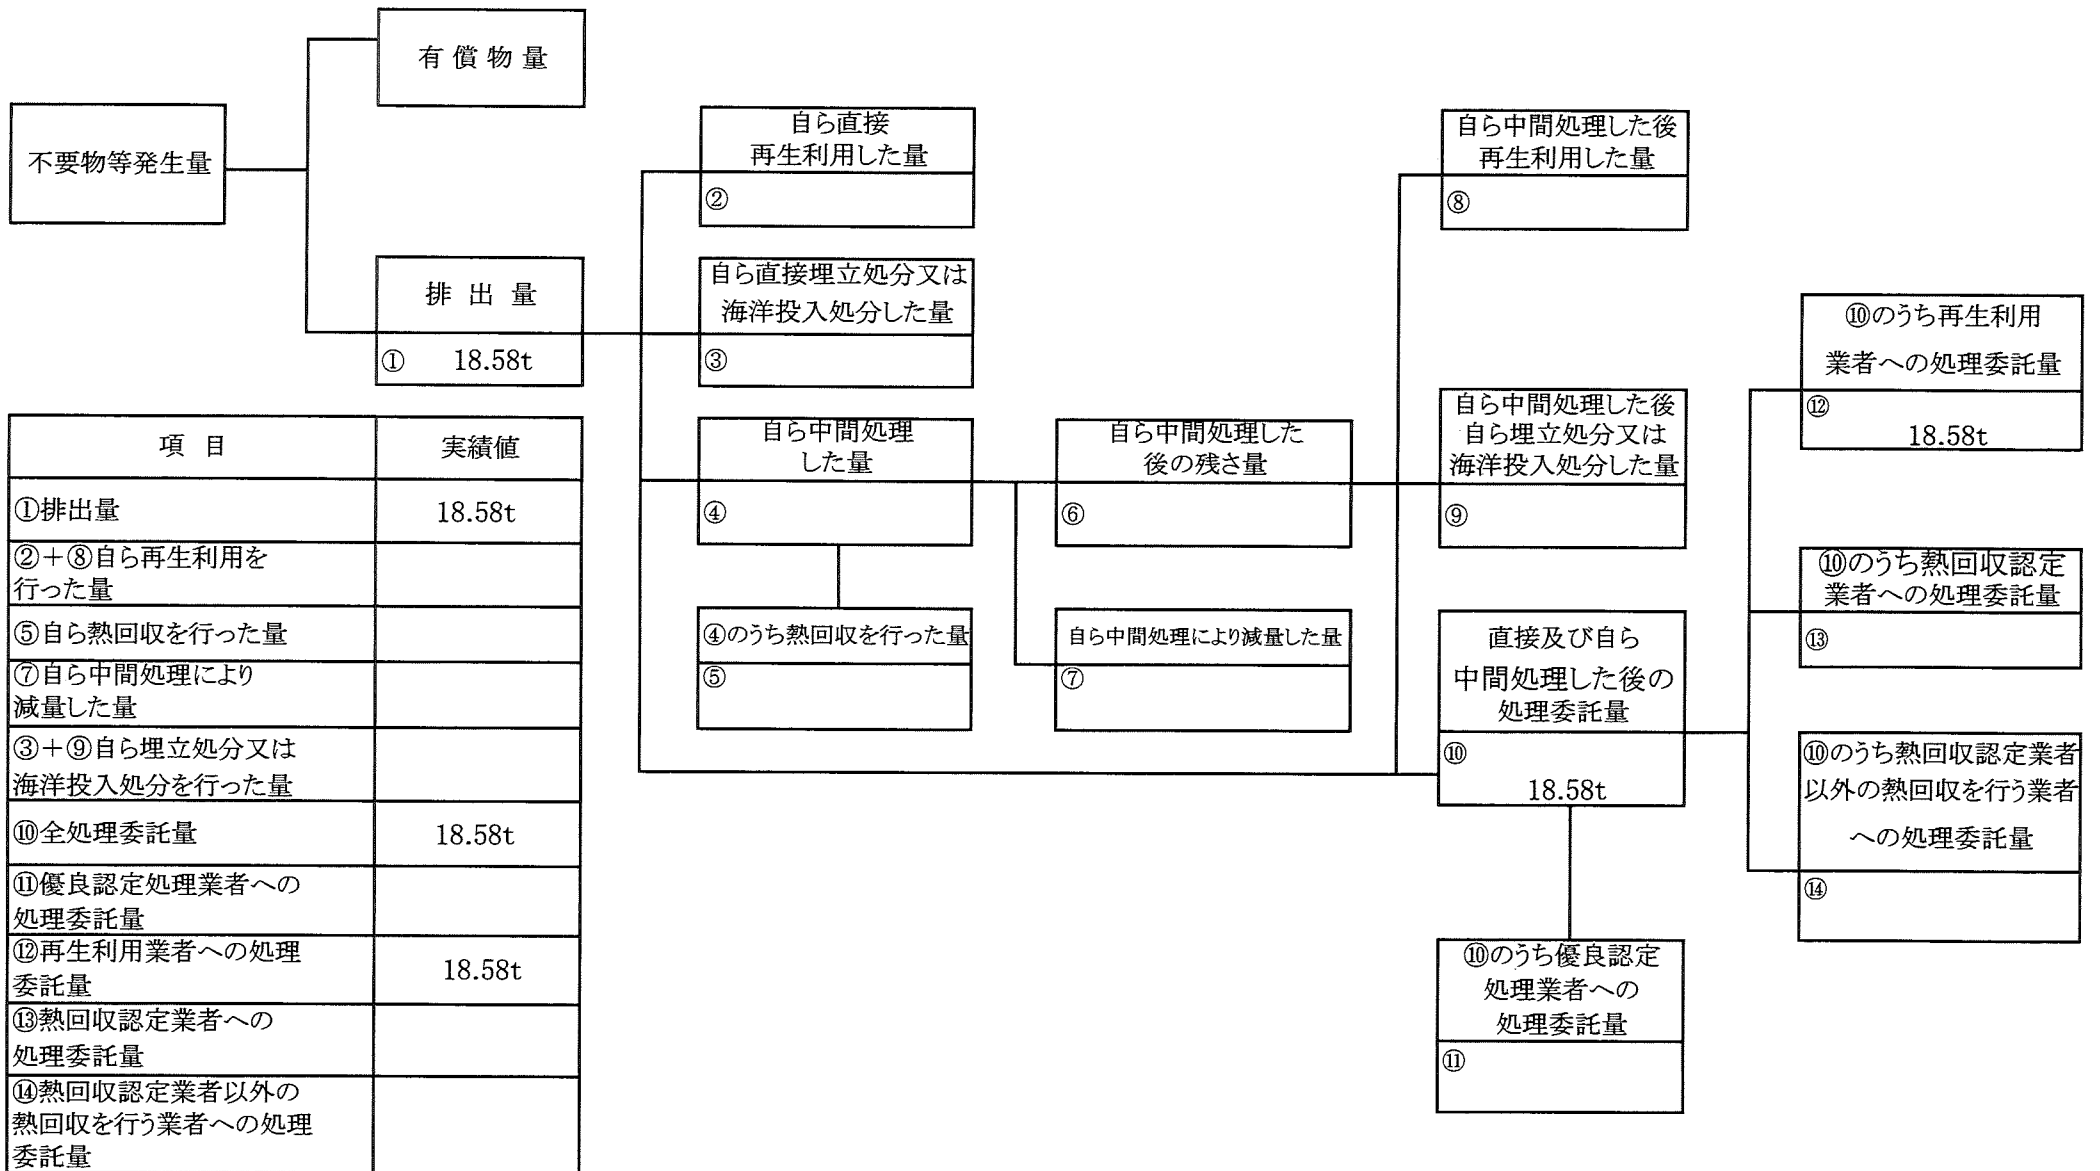 有償物量
不要物等発生量
排出量
① 18.58t
自ら直接
再生利用した量
②
自ら直接埋立処分又は
海洋投入処分した量
③
自ら中間処理
した量
④
④のうち熱回収を行った量
⑤
自ら中間処理した
後の残さ量
⑥
自ら中間処理により減量した量
⑦
自ら中間処理した後
再生利用した量
⑧
自ら中間処理した後
自ら埋立処分又は
海洋投入処分した量
⑨
直接及び自ら
中間処理した後の
処理委託量
⑩
18.58t
⑩のうち優良認定
処理業者への
処理委託量
⑪
⑩のうち再生利用
業者への処理委託量
⑫
18.58t
⑩のうち熱回収認定
業者への処理委託量
⑬
⑩のうち熱回収認定業者
以外の熱回収を行う業者
への処理委託量
⑭
項目 実績値
①排出量 18.58t
②+⑧自ら再生利用を
行った量
⑤自ら熱回収を行った量
⑦自ら中間処理により
減量した量
③+⑨自ら埋立処分又は
海洋投入処分を行った量
⑩全処理委託量 18.58t
⑪優良認定処理業者への
処理委託量
⑫再生利用業者への処理
委託量 18.58t
⑬熱回収認定業者への
処理委託量
⑭熱回収認定業者以外の
熱回収を行う業者への処理
委託量